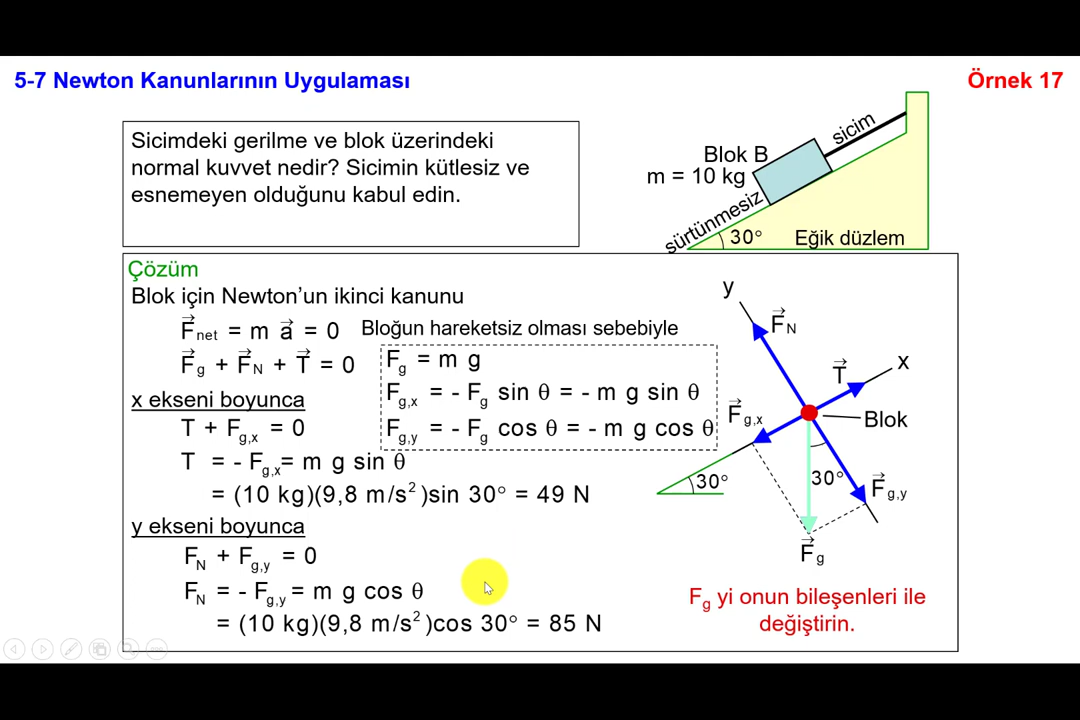 5-7 Newton Kanunlarının Uygulaması
Örnek 17
Sicimdeki gerilme ve blok üzerindeki
normal kuvvet nedir? Sicimin kütlesiz ve
esnemeyen olduğunu kabul edin.
sicim
Blok B
m = 10 kg
sürtünmesiz
30°
Eğik düzlem
Çözüm
Blok için Newton'un ikinci kanunu
F⃗net = m a⃗ = 0
Bloğun hareketsiz olması sebebiyle
F⃗g + F⃗N + T⃗ = 0
Fg = m g
Fg,x = - Fg sin θ = - m g sin θ
Fg,y = - Fg cos θ = - m g cos θ
x ekseni boyunca
T + Fg,x = 0
T = - Fg,x= m g sin θ
= (10 kg)(9,8 m/s²)sin 30° = 49 N
y ekseni boyunca
FN + Fg,y = 0
FN = - Fg,y= m g cos θ
= (10 kg)(9,8 m/s²)cos 30° = 85 N
y
F⃗N
T⃗
x
F⃗g,x
Blok
30°
30°
F⃗g,y
F⃗g
Fg yi onun bileşenleri ile
değiştirin.